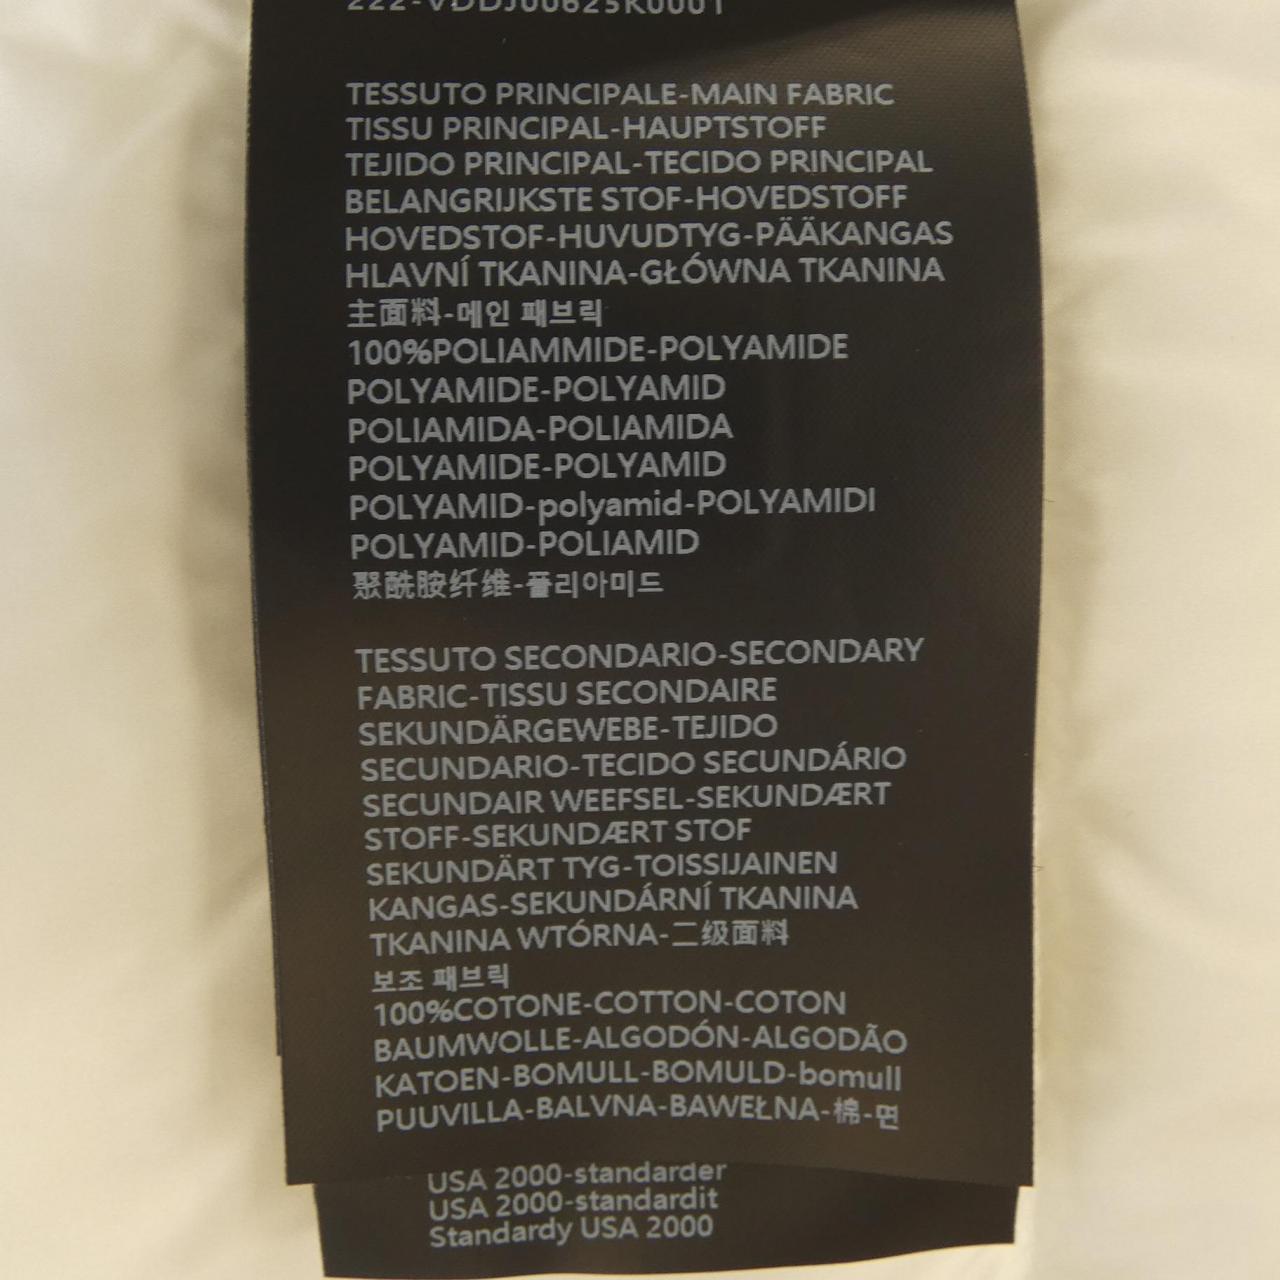 222-VDDJ00625K0001
TESSUTO PRINCIPALE-MAIN FABRIC
TISSU PRINCIPAL-HAUPTSTOFF
TEJIDO PRINCIPAL-TECIDO PRINCIPAL
BELANGRIJKSTE STOF-HOVEDSTOFF
HOVEDSTOF-HUVUDTYG-PÄÄKANGAS
HLAVNÍ TKANINA-GŁÓWNA TKANINA
主面料-메인 패브릭
100%POLIAMMIDE-POLYAMIDE
POLYAMIDE-POLYAMID
POLIAMIDA-POLIAMIDA
POLYAMIDE-POLYAMID
POLYAMID-polyamid-POLYAMIDI
POLYAMID-POLIAMID
聚酰胺纤维-폴리아미드
TESSUTO SECONDARIO-SECONDARY
FABRIC-TISSU SECONDAIRE
SEKUNDÄRGEWEBE-TEJIDO
SECUNDARIO-TECIDO SECUNDÁRIO
SECUNDAIR WEEFSEL-SEKUNDÆRT
STOFF-SEKUNDÆRT STOF
SEKUNDÄRT TYG-TOISSIJAINEN
KANGAS-SEKUNDÁRNÍ TKANINA
TKANINA WTÓRNA-二级面料
보조 패브릭
100%COTONE-COTTON-COTON
BAUMWOLLE-ALGODÓN-ALGODÃO
KATOEN-BOMULL-BOMULD-bomull
PUUVILLA-BALVNA-BAWEŁNA-棉-면
USA 2000-standarder
USA 2000-standardit
Standardy USA 2000